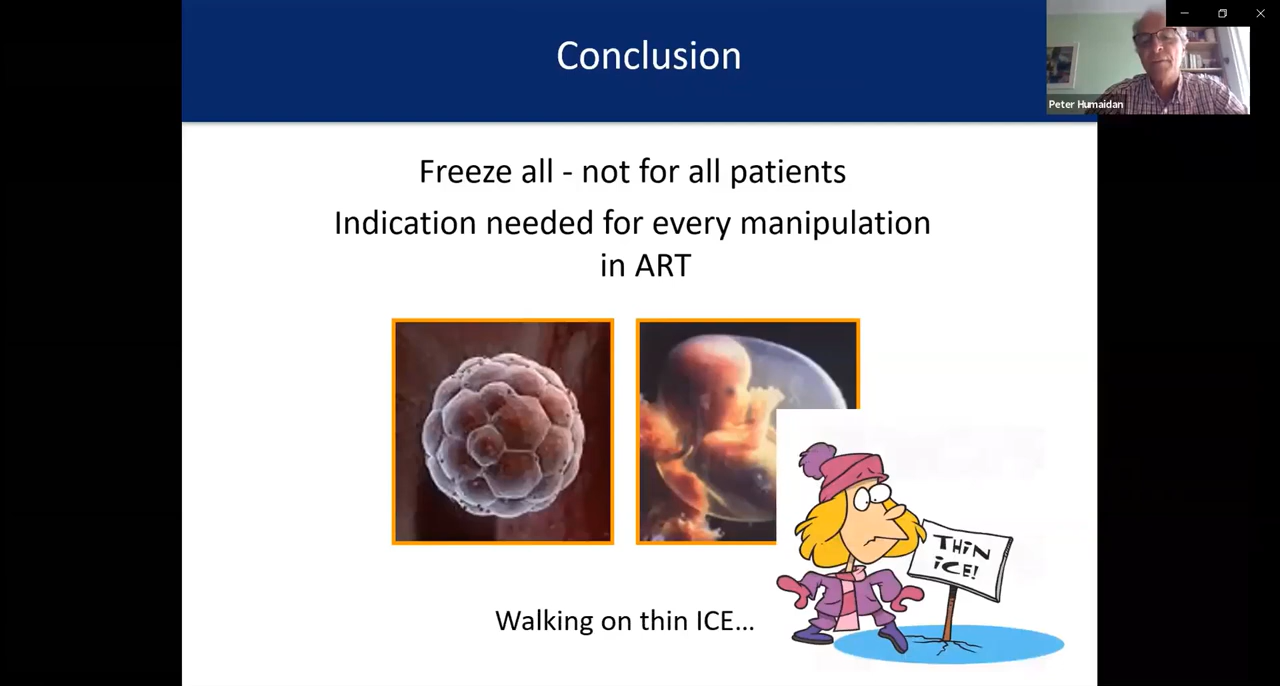 Conclusion
Peter Humaidan
Freeze all - not for all patients
Indication needed for every manipulation
in ART
THiN
iCE!
Walking on thin ICE...